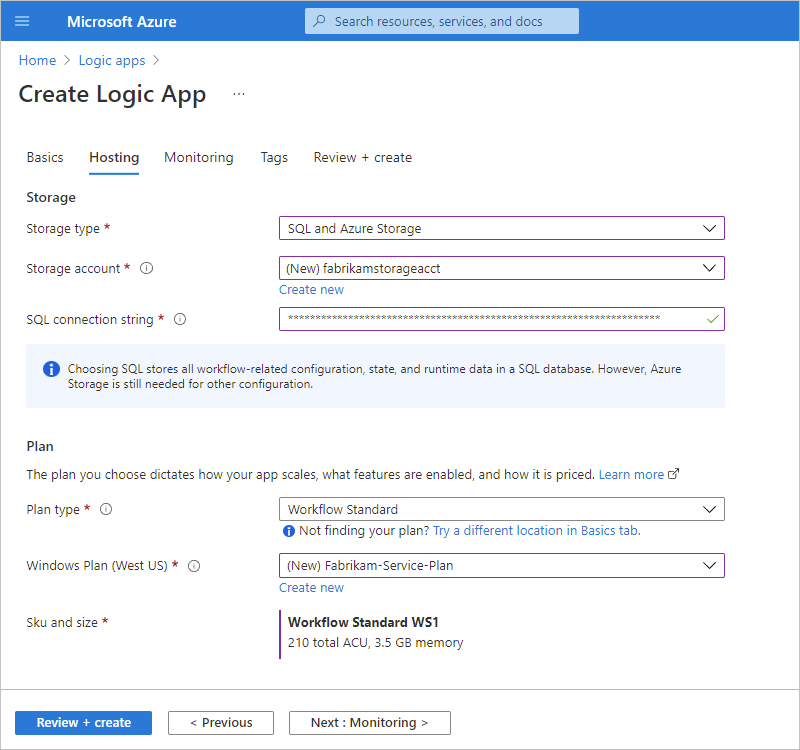 Microsoft Azure
Search resources, services, and docs
Home > Logic apps >
Create Logic App ...
Basics Hosting Monitoring Tags Review + create
Storage
Storage type * SQL and Azure Storage
Storage account * (New) fabrikamstorageacct
Create new
SQL connection string * **************************************************************************
Choosing SQL stores all workflow-related configuration, state, and runtime data in a SQL database. However, Azure
Storage is still needed for other configuration.
Plan
The plan you choose dictates how your app scales, what features are enabled, and how it is priced. Learn more
Plan type * Workflow Standard
Not finding your plan? Try a different location in Basics tab.
Windows Plan (West US) * (New) Fabrikam-Service-Plan
Create new
Sku and size * Workflow Standard WS1
210 total ACU, 3.5 GB memory
Review + create < Previous Next : Monitoring >